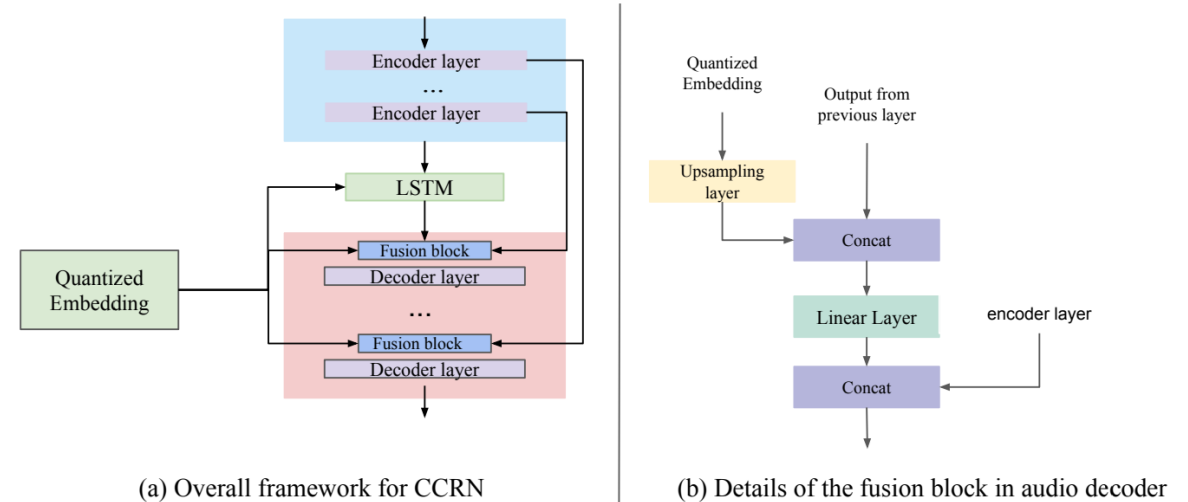 Encoder layer
...
Encoder layer
LSTM
Quantized
Embedding
Fusion block
Decoder layer
...
Fusion block
Decoder layer
(a) Overall framework for CCRN
Quantized
Embedding
Output from
previous layer
Upsampling
layer
Concat
Linear Layer
encoder layer
Concat
(b) Details of the fusion block in audio decoder